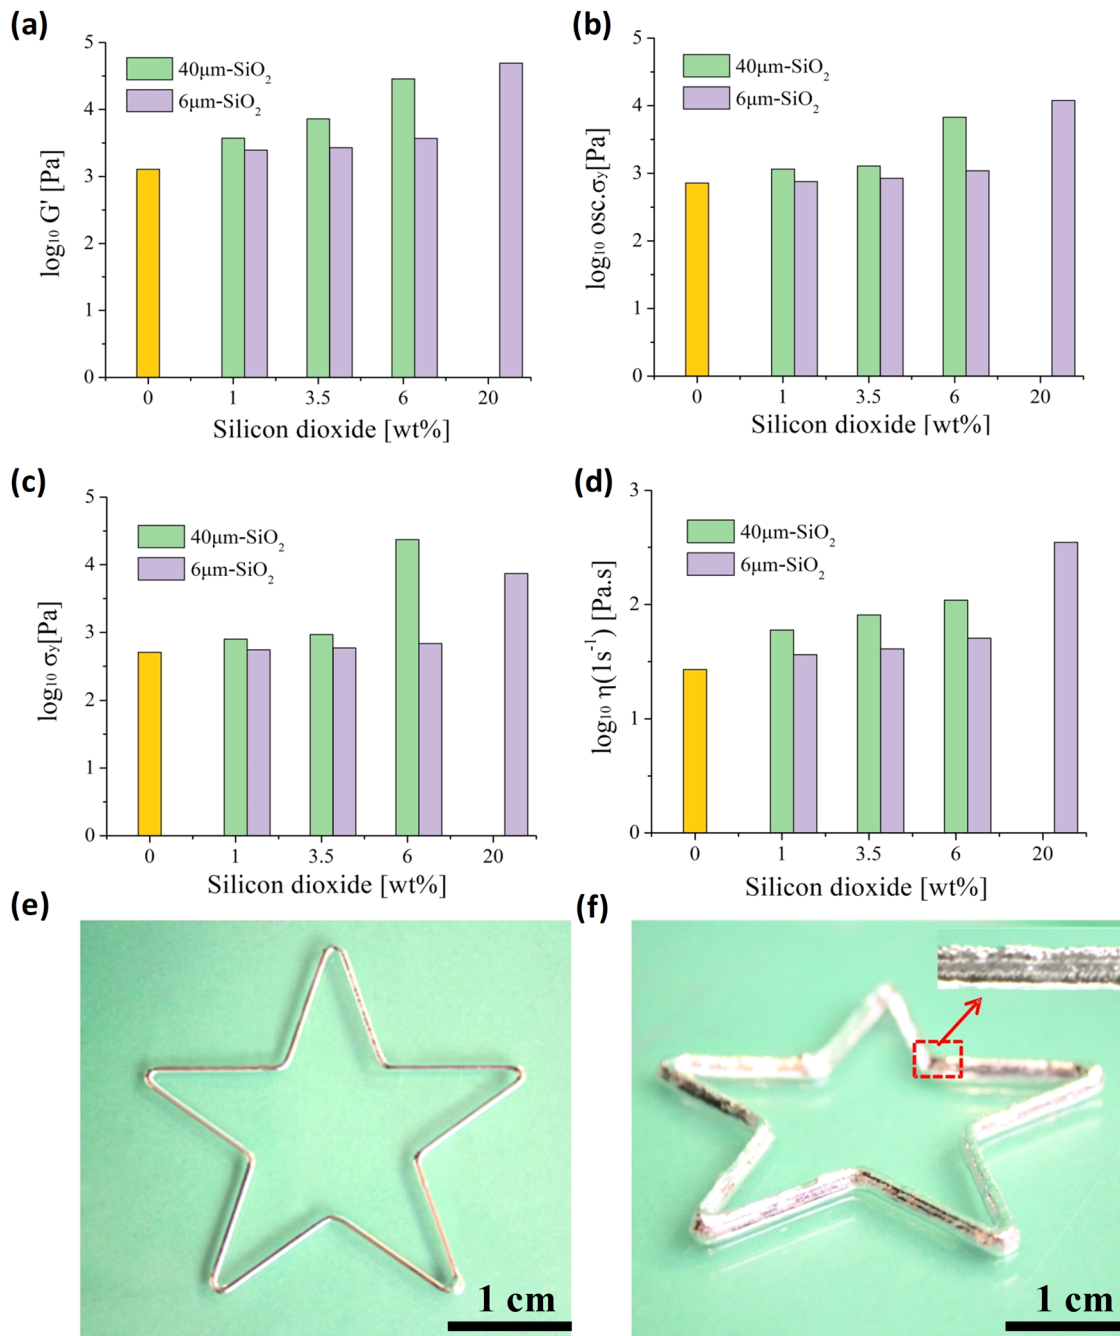 (a)
5
4
3
2
1
0
log₁₀ G' [Pa]
40μm-SiO₂
6μm-SiO₂
0 1 3.5 6 20
Silicon dioxide [wt%]
(b)
5
4
3
2
1
0
log₁₀ osc.σy[Pa]
40μm-SiO₂
6μm-SiO₂
0 1 3.5 6 20
Silicon dioxide [wt%]
(c)
5
4
3
2
1
0
log₁₀ σy[Pa]
40μm-SiO₂
6μm-SiO₂
0 1 3.5 6 20
Silicon dioxide [wt%]
(d)
3
2
1
0
log₁₀ η(1s⁻¹) [Pa.s]
40μm-SiO₂
6μm-SiO₂
0 1 3.5 6 20
Silicon dioxide [wt%]
(e)
1 cm
(f)
1 cm